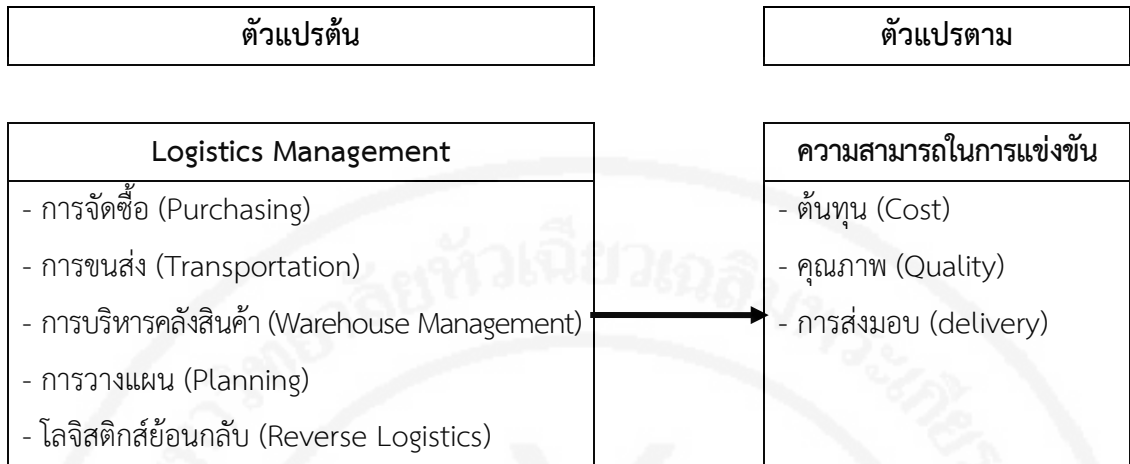 ตัวแปรต้น
ตัวแปรตาม
Logistics Management
- การจัดซื้อ (Purchasing)
- การขนส่ง (Transportation)
- การบริหารคลังสินค้า (Warehouse Management)
- การวางแผน (Planning)
- โลจิสติกส์ย้อนกลับ (Reverse Logistics)
ความสามารถในการแข่งขัน
- ต้นทุน (Cost)
- คุณภาพ (Quality)
- การส่งมอบ (delivery)